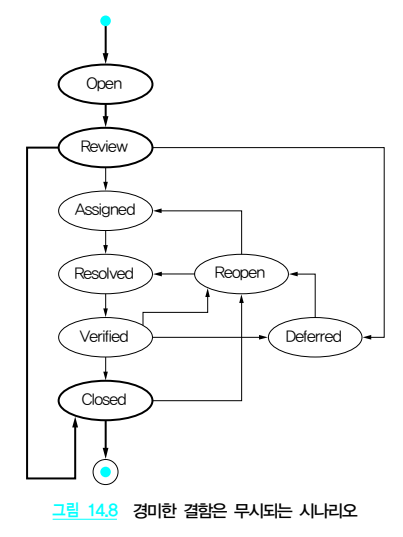 Open
Review
Assigned
Resolved
Reopen
Verified
Deferred
Closed
그림 14.8 경미한 결함은 무시되는 시나리오